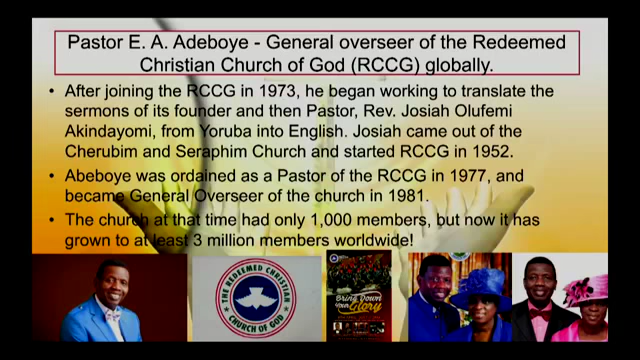 Pastor E. A. Adeboye - General overseer of the Redeemed
Christian Church of God (RCCG) globally.
• After joining the RCCG in 1973, he began working to translate the
sermons of its founder and then Pastor, Rev. Josiah Olufemi
Akindayomi, from Yoruba into English. Josiah came out of the
Cherubim and Seraphim Church and started RCCG in 1952.
• Abeboye was ordained as a Pastor of the RCCG in 1977, and
became General Overseer of the church in 1981.
• The church at that time had only 1,000 members, but now it has
grown to at least 3 million members worldwide!
THE REDEEMED CHRISTIAN
CHURCH OF GOD
Bring Down
Your
Glory